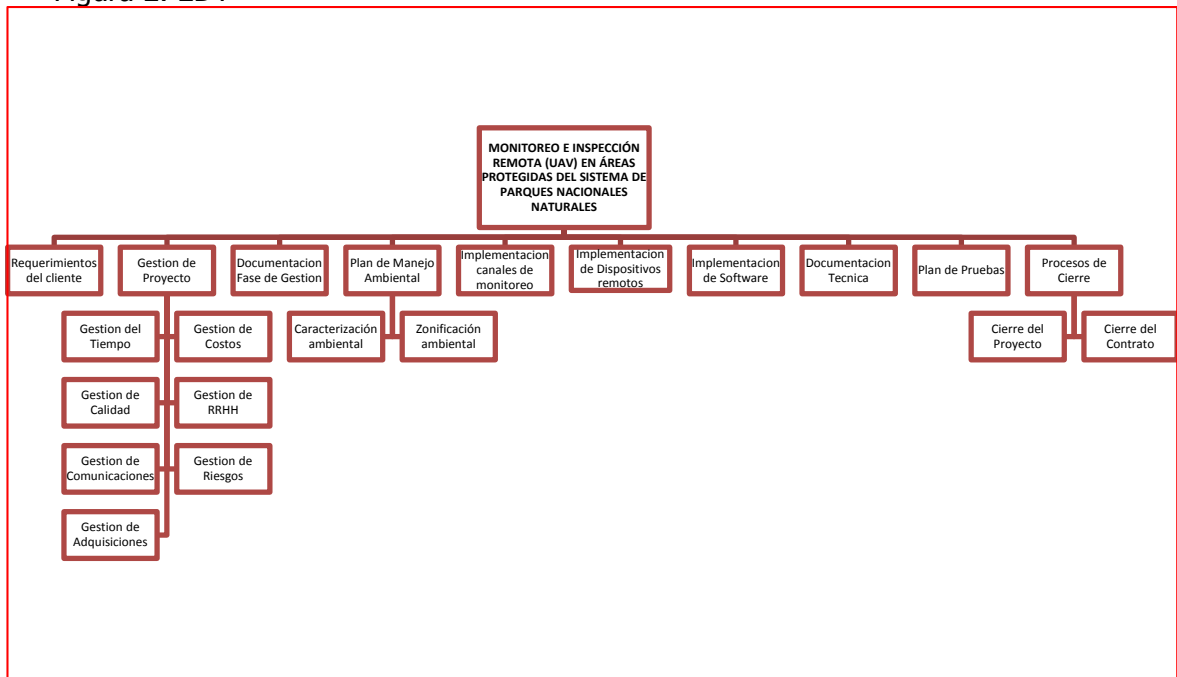 Figura 2. EDT
MONITOREO E INSPECCIÓN
REMOTA (UAV) EN ÁREAS
PROTEGIDAS DEL SISTEMA DE
PARQUES NACIONALES
NATURALES
Requerimientos
del cliente
Gestion de
Proyecto
Documentacion
Fase de Gestion
Plan de Manejo
Ambiental
Implementacion
canales de
monitoreo
Implementacion
de Dispositivos
remotos
Implementacion
de Software
Documentacion
Tecnica
Plan de Pruebas
Procesos de
Cierre
Gestion del
Tiempo
Gestion de
Costos
Caracterización
ambiental
Zonificación
ambiental
Cierre del
Proyecto
Cierre del
Contrato
Gestion de
Calidad
Gestion de
RRHH
Gestion de
Comunicaciones
Gestion de
Riesgos
Gestion de
Adquisiciones